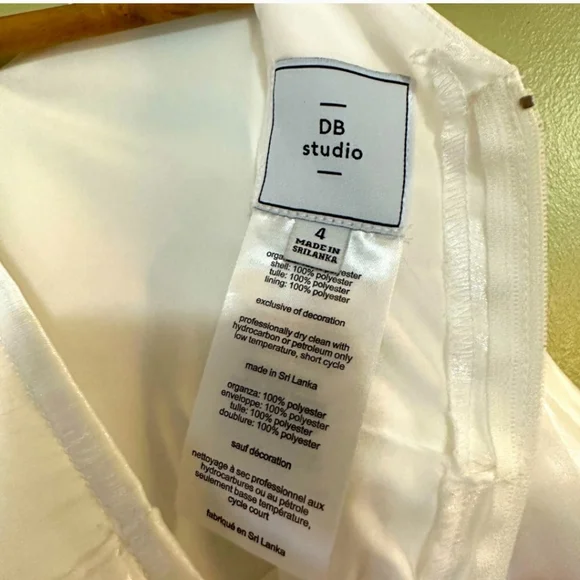 DB
studio
4
MADE IN
SRI LANKA
shell: 100% polyester
tulle: 100% polyester
lining: 100% polyester
exclusive of decoration
professionally dry clean with
hydrocarbon or petroleum only
low temperature, short cycle
made in Sri Lanka
organza: 100% polyester
enveloppe: 100% polyester
tulle: 100% polyester
doublure: 100% polyester
sauf décoration
nettoyage à sec professionnel aux
hydrocarbures ou au pétrole
seulement basse température,
cycle court
fabriqué en Sri Lanka